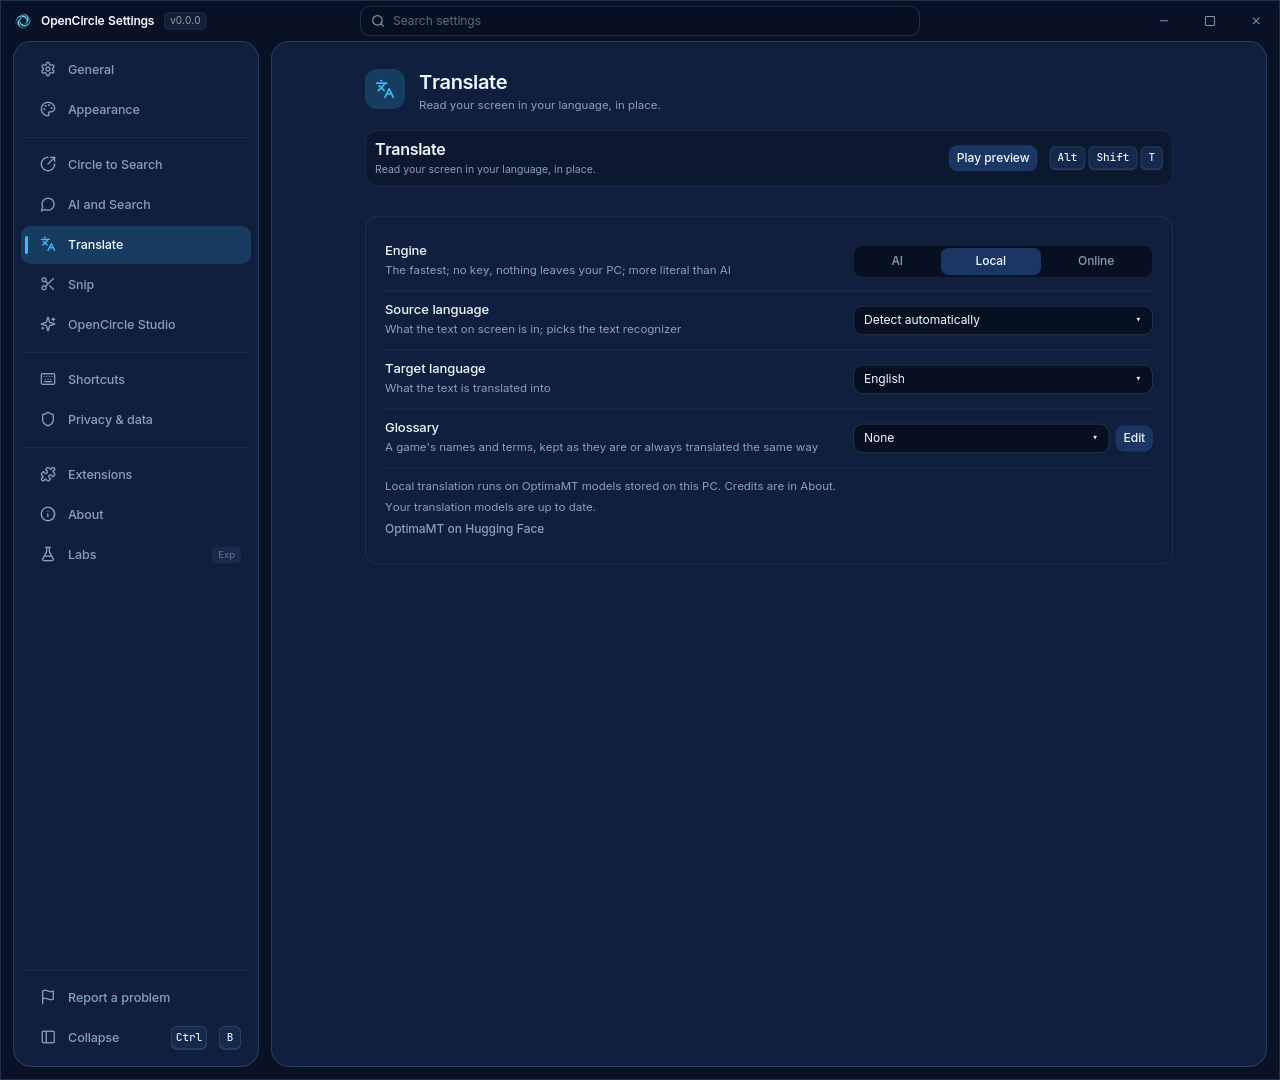 OpenCircle Settings v0.0.0
Search settings
General
Appearance
Circle to Search
AI and Search
Translate
Snip
OpenCircle Studio
Shortcuts
Privacy & data
Extensions
About
Labs Exp
Report a problem
Collapse Ctrl B
Translate
Read your screen in your language, in place.
Translate
Read your screen in your language, in place.
Play preview Alt Shift T
Engine
The fastest; no key, nothing leaves your PC; more literal than AI
AI Local Online
Source language
What the text on screen is in; picks the text recognizer
Detect automatically
Target language
What the text is translated into
English
Glossary
A game's names and terms, kept as they are or always translated the same way
None Edit
Local translation runs on OptimaMT models stored on this PC. Credits are in About.
Your translation models are up to date.
OptimaMT on Hugging Face